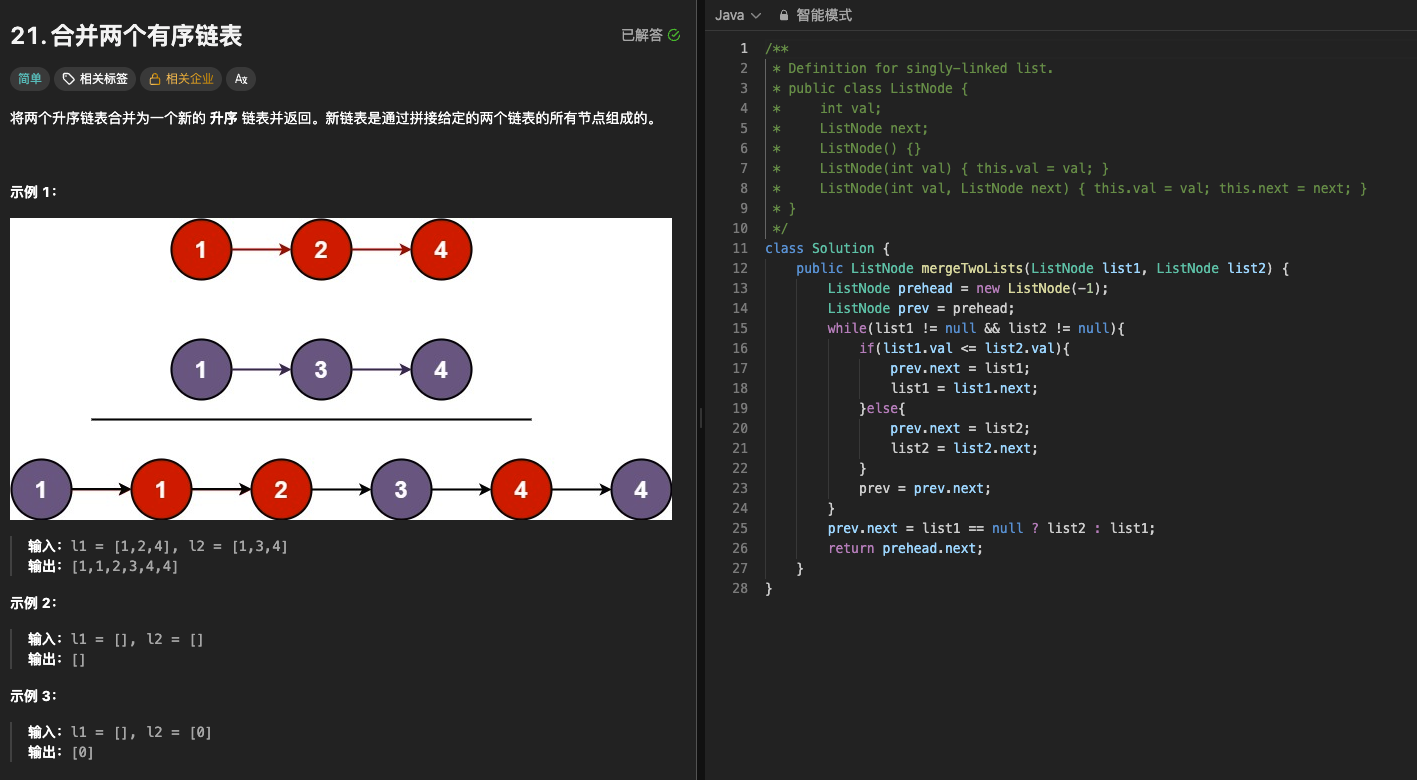 21. 合并两个有序链表
已解答
简单 相关标签 相关企业 Ax
将两个升序链表合并为一个新的 升序 链表并返回。新链表是通过拼接给定的两个链表的所有节点组成的。
示例 1：
1 2 4
1 3 4
1 1 2 3 4 4
输入：l1 = [1,2,4], l2 = [1,3,4]
输出：[1,1,2,3,4,4]
示例 2：
输入：l1 = [], l2 = []
输出：[]
示例 3：
输入：l1 = [], l2 = [0]
输出：[0]
Java 智能模式
1 /**
2  * Definition for singly-linked list.
3  * public class ListNode {
4  *     int val;
5  *     ListNode next;
6  *     ListNode() {}
7  *     ListNode(int val) { this.val = val; }
8  *     ListNode(int val, ListNode next) { this.val = val; this.next = next; }
9  * }
10  */
11 class Solution {
12     public ListNode mergeTwoLists(ListNode list1, ListNode list2) {
13         ListNode prehead = new ListNode(-1);
14         ListNode prev = prehead;
15         while(list1 != null && list2 != null){
16             if(list1.val <= list2.val){
17                 prev.next = list1;
18                 list1 = list1.next;
19             }else{
20                 prev.next = list2;
21                 list2 = list2.next;
22             }
23             prev = prev.next;
24         }
25         prev.next = list1 == null ? list2 : list1;
26         return prehead.next;
27     }
28 }